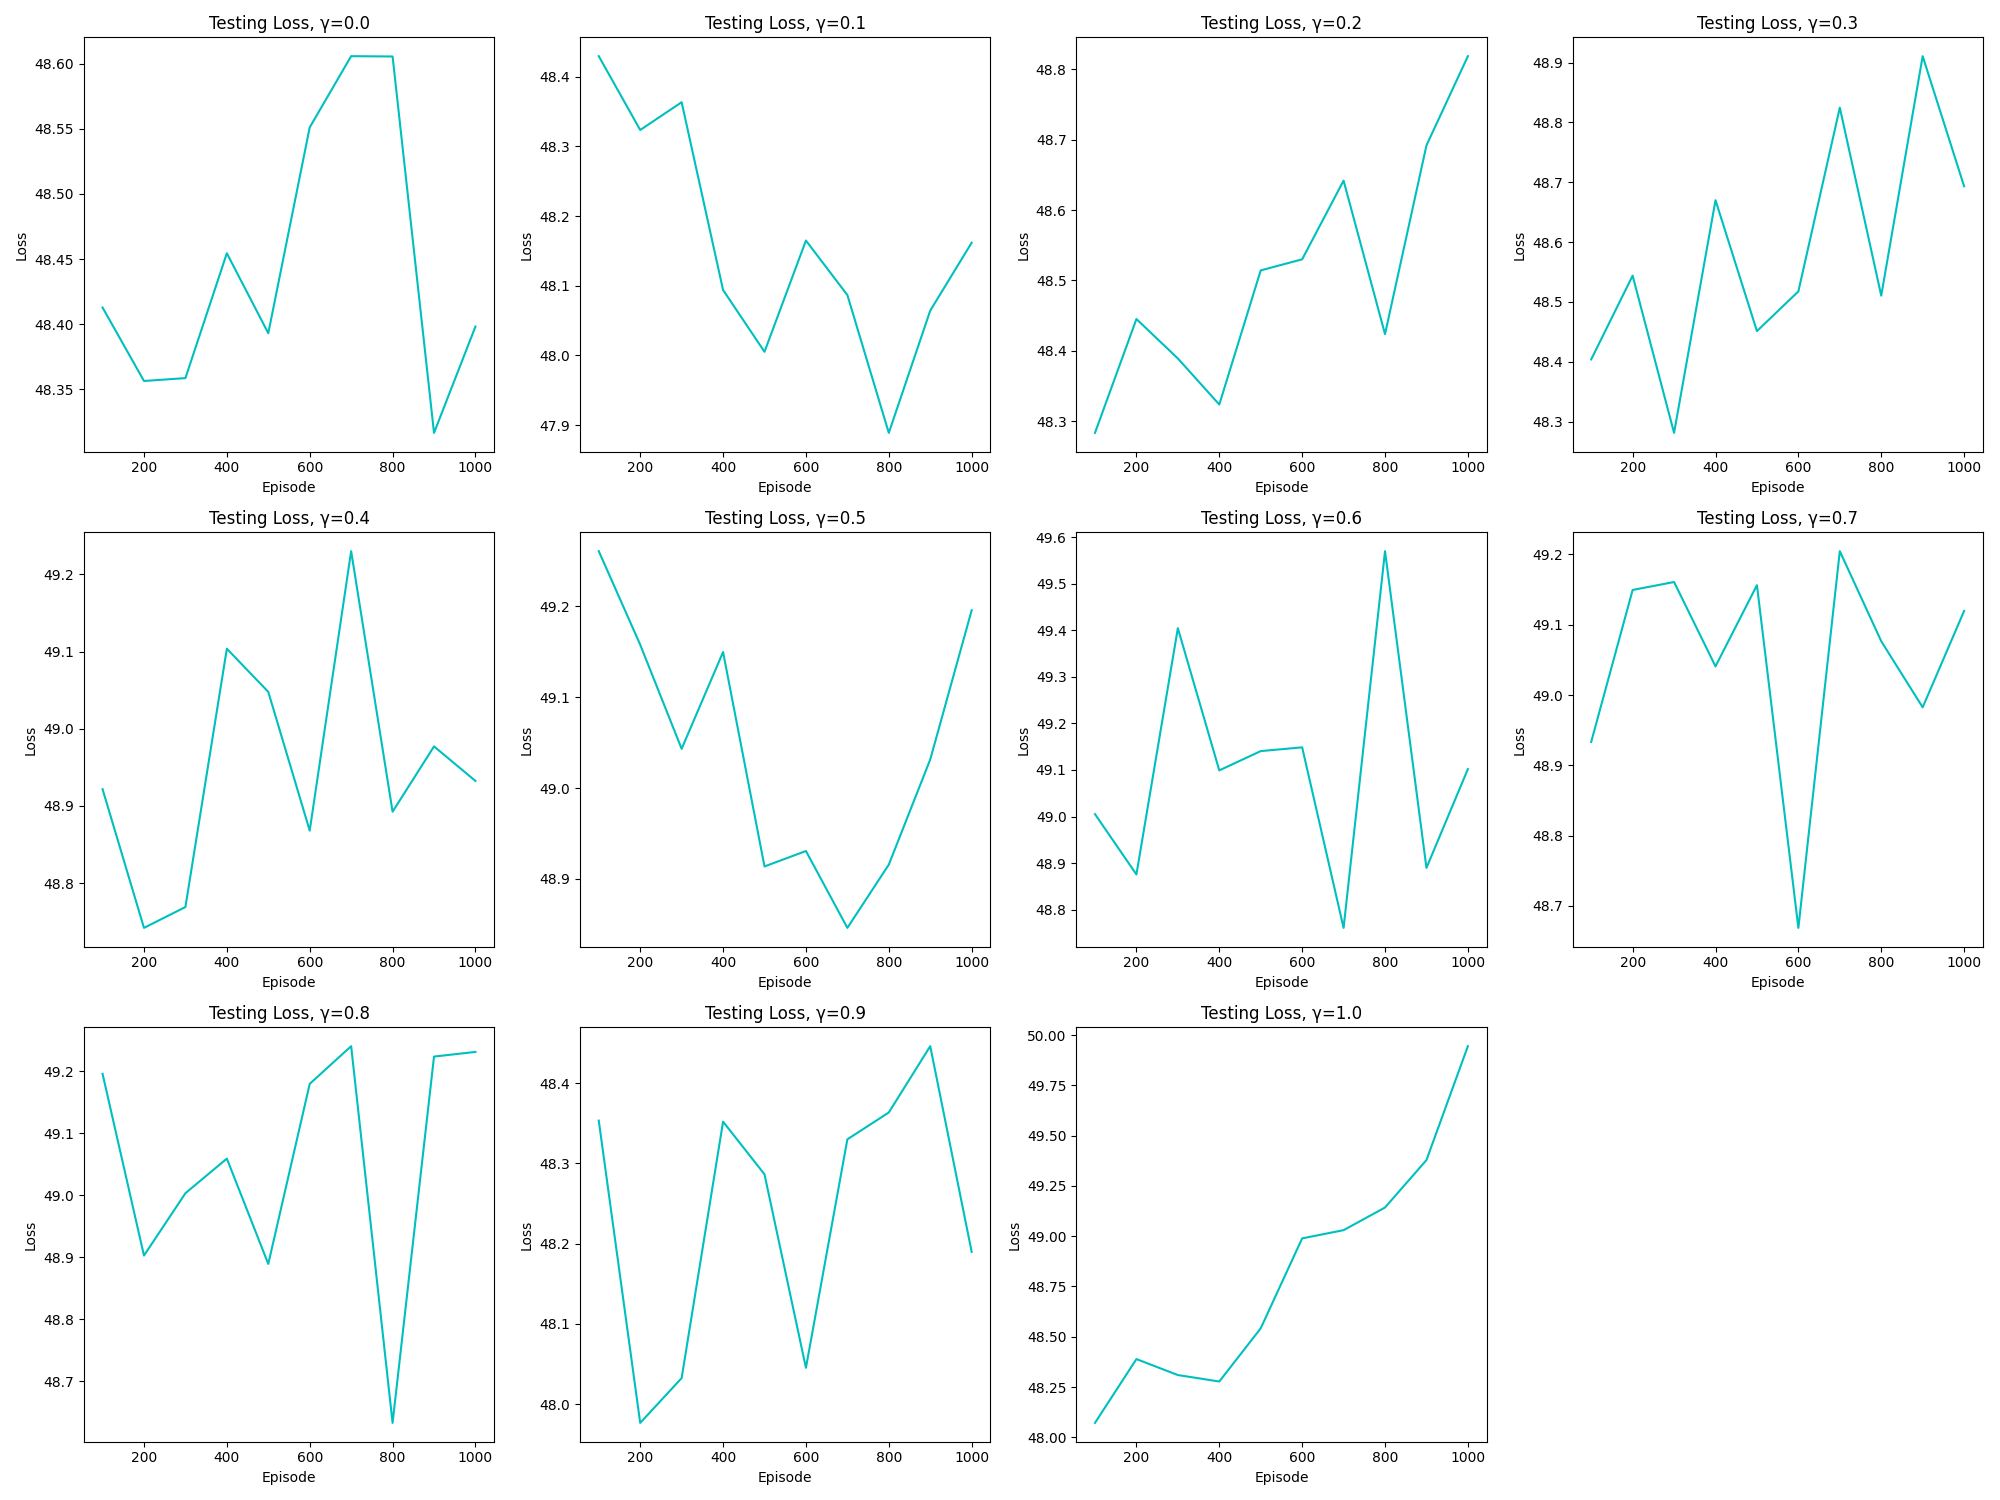 Testing Loss, γ=0.0
48.60
48.55
48.50
48.45
48.40
48.35
Loss
200 400 600 800 1000
Episode
Testing Loss, γ=0.1
48.4
48.3
48.2
48.1
48.0
47.9
Loss
200 400 600 800 1000
Episode
Testing Loss, γ=0.2
48.8
48.7
48.6
48.5
48.4
48.3
Loss
200 400 600 800 1000
Episode
Testing Loss, γ=0.3
48.9
48.8
48.7
48.6
48.5
48.4
48.3
Loss
200 400 600 800 1000
Episode
Testing Loss, γ=0.4
49.2
49.1
49.0
48.9
48.8
Loss
200 400 600 800 1000
Episode
Testing Loss, γ=0.5
49.2
49.1
49.0
48.9
Loss
200 400 600 800 1000
Episode
Testing Loss, γ=0.6
49.6
49.5
49.4
49.3
49.2
49.1
49.0
48.9
48.8
Loss
200 400 600 800 1000
Episode
Testing Loss, γ=0.7
49.2
49.1
49.0
48.9
48.8
48.7
Loss
200 400 600 800 1000
Episode
Testing Loss, γ=0.8
49.2
49.1
49.0
48.9
48.8
48.7
Loss
200 400 600 800 1000
Episode
Testing Loss, γ=0.9
48.4
48.3
48.2
48.1
48.0
Loss
200 400 600 800 1000
Episode
Testing Loss, γ=1.0
50.00
49.75
49.50
49.25
49.00
48.75
48.50
48.25
48.00
Loss
200 400 600 800 1000
Episode